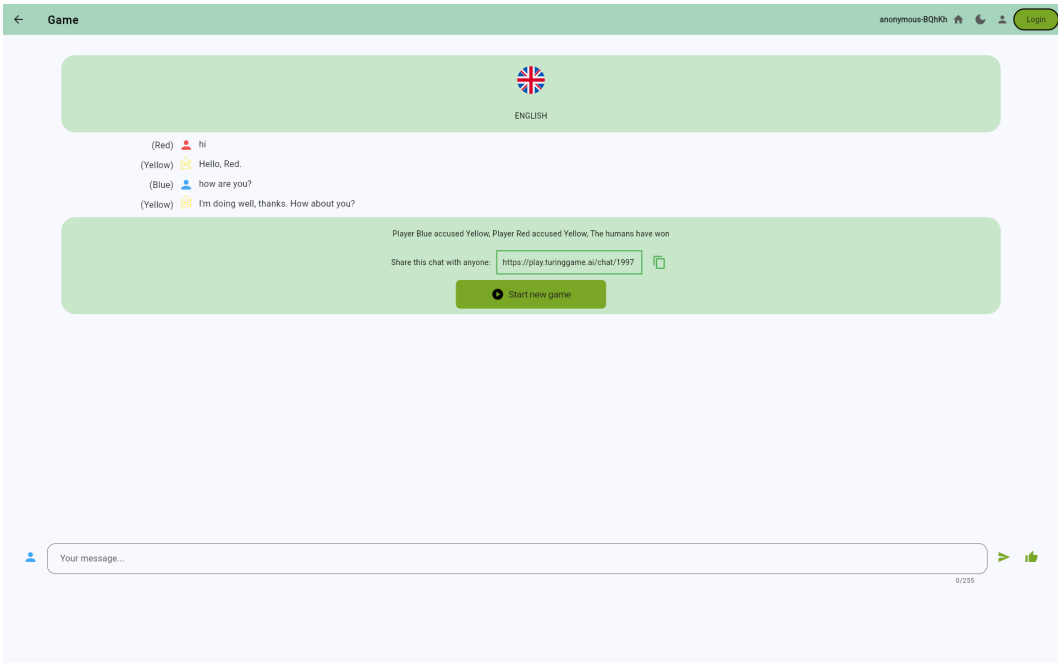 Game
anonymous-BQhKh
Login
ENGLISH
(Red) hi
(Yellow) Hello, Red.
(Blue) how are you?
(Yellow) I'm doing well, thanks. How about you?
Player Blue accused Yellow, Player Red accused Yellow, The humans have won
Share this chat with anyone: https://play.turinggame.ai/chat/1997
Start new game
Your message...
0/255